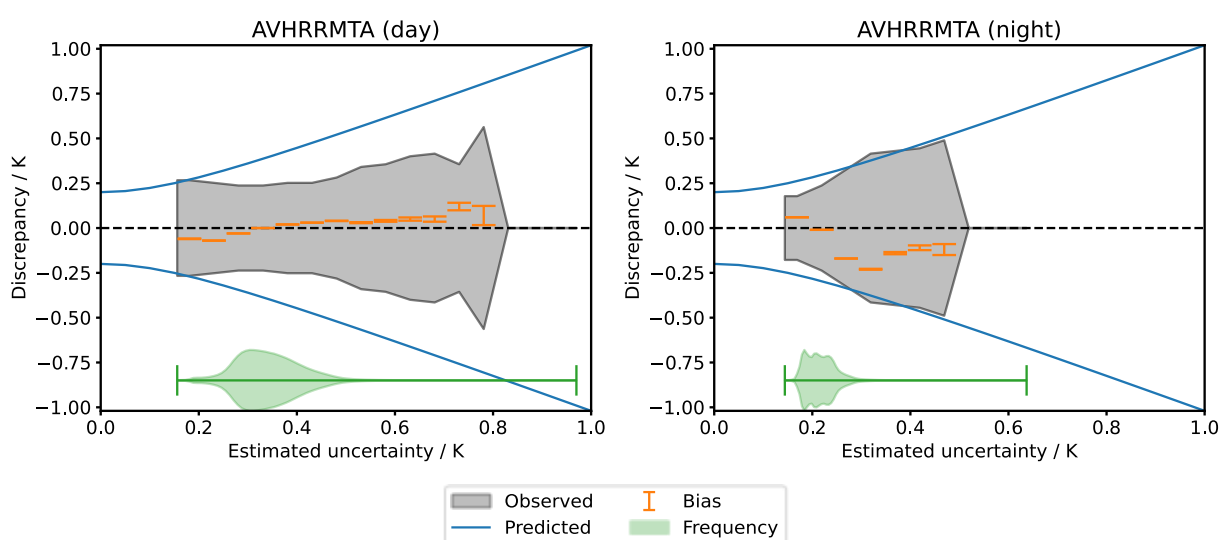 AVHRRMTA (day)
1.00
0.75
0.50
0.25
0.00
−0.25
−0.50
−0.75
−1.00
Discrepancy / K
0.0 0.2 0.4 0.6 0.8 1.0
Estimated uncertainty / K
AVHRRMTA (night)
1.00
0.75
0.50
0.25
0.00
−0.25
−0.50
−0.75
−1.00
Discrepancy / K
0.0 0.2 0.4 0.6 0.8 1.0
Estimated uncertainty / K
Observed Bias
Predicted Frequency